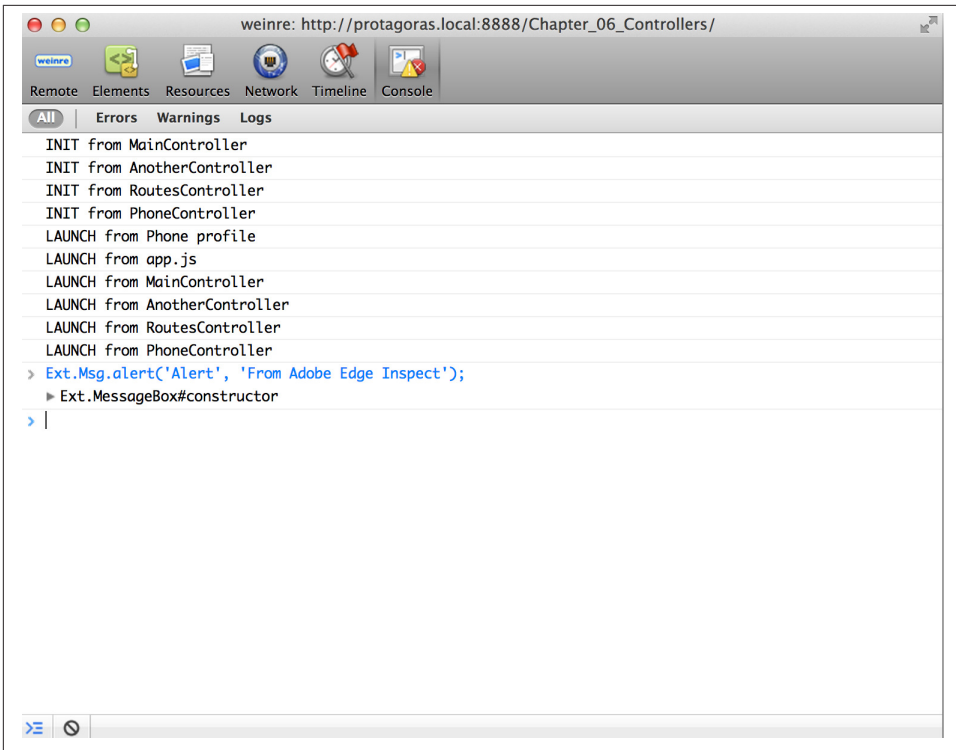 weinre: http://protagoras.local:8888/Chapter_06_Controllers/
weinre
Remote Elements Resources Network Timeline Console
All Errors Warnings Logs
INIT from MainController
INIT from AnotherController
INIT from RoutesController
INIT from PhoneController
LAUNCH from Phone profile
LAUNCH from app.js
LAUNCH from MainController
LAUNCH from AnotherController
LAUNCH from RoutesController
LAUNCH from PhoneController
> Ext.Msg.alert('Alert', 'From Adobe Edge Inspect');
▶ Ext.MessageBox#constructor
>